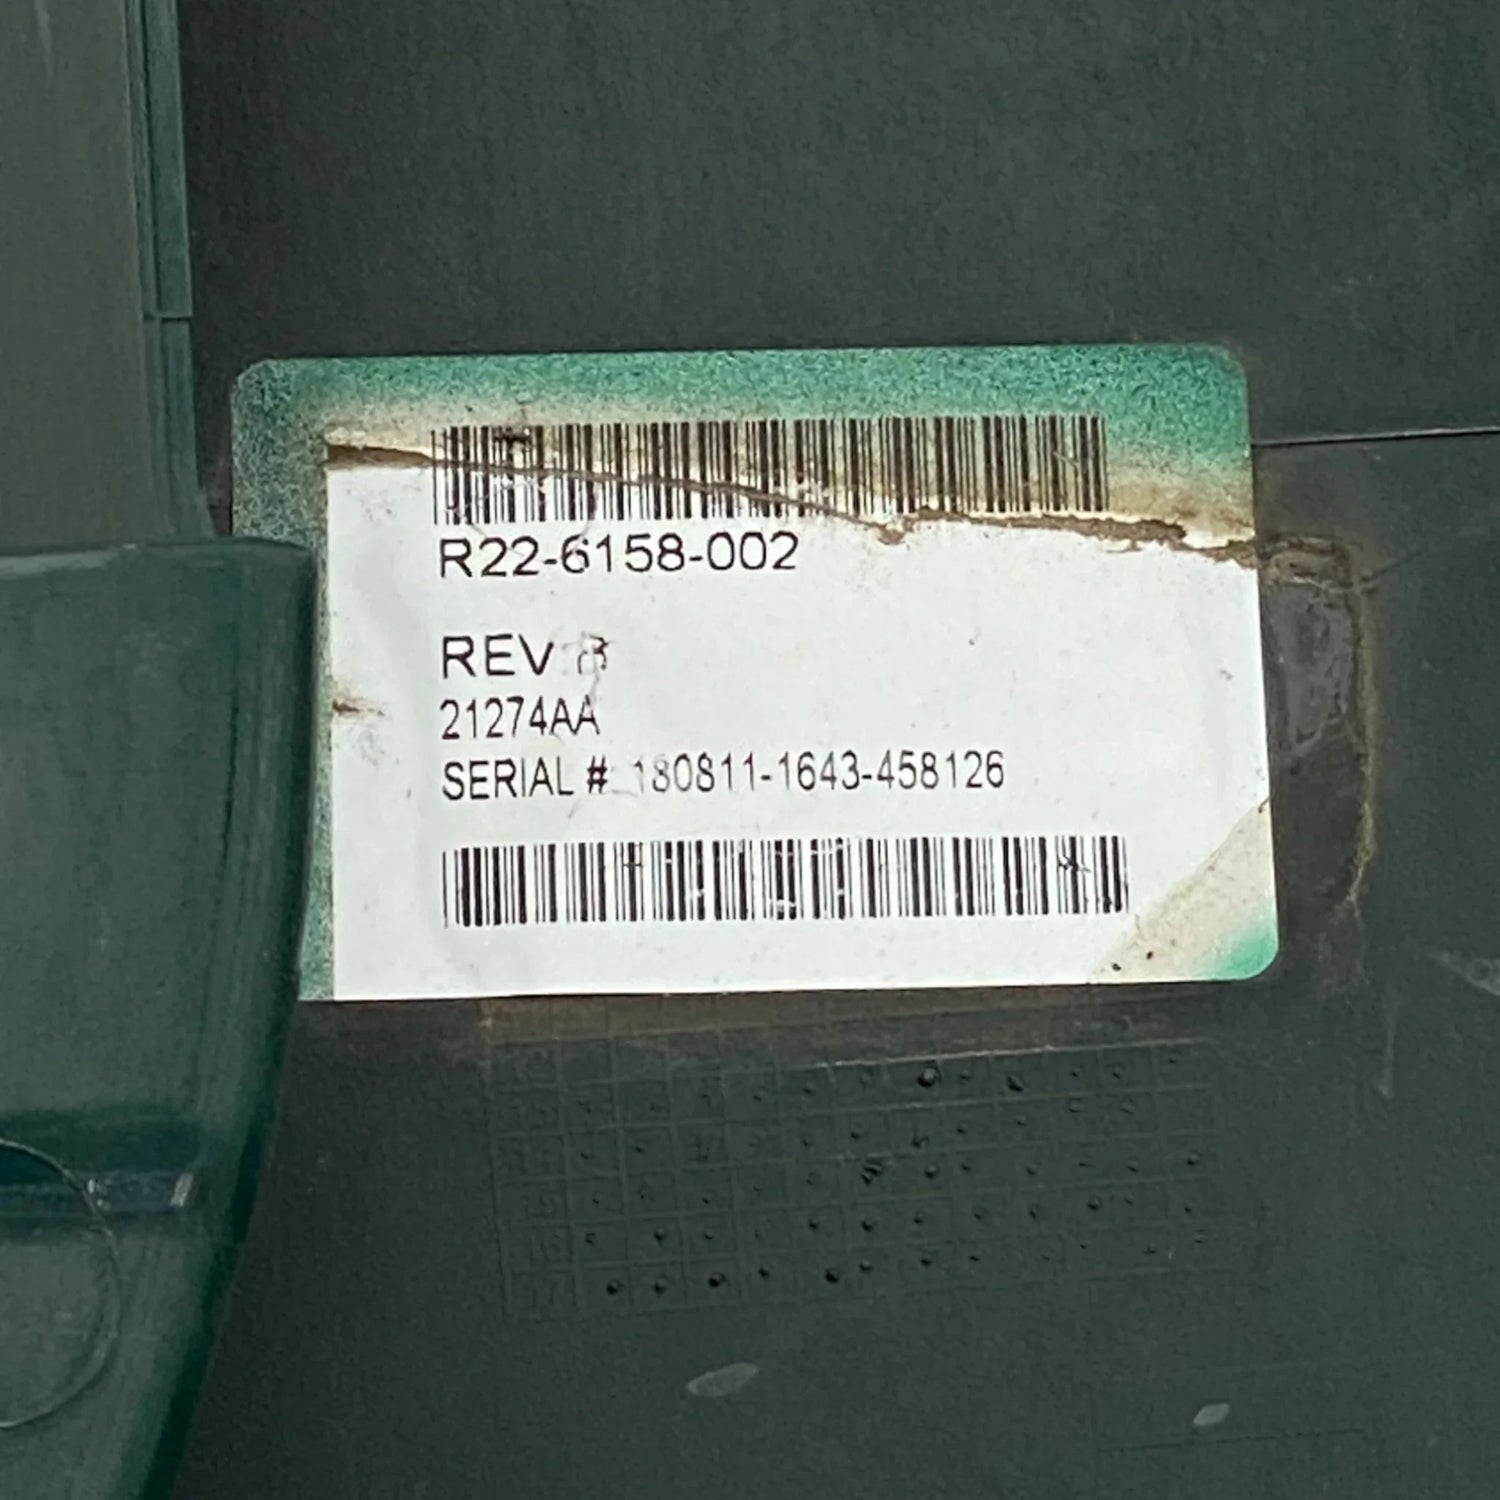 R22-6158-002
REV
21274AA
SERIAL # 180811-1643-458126